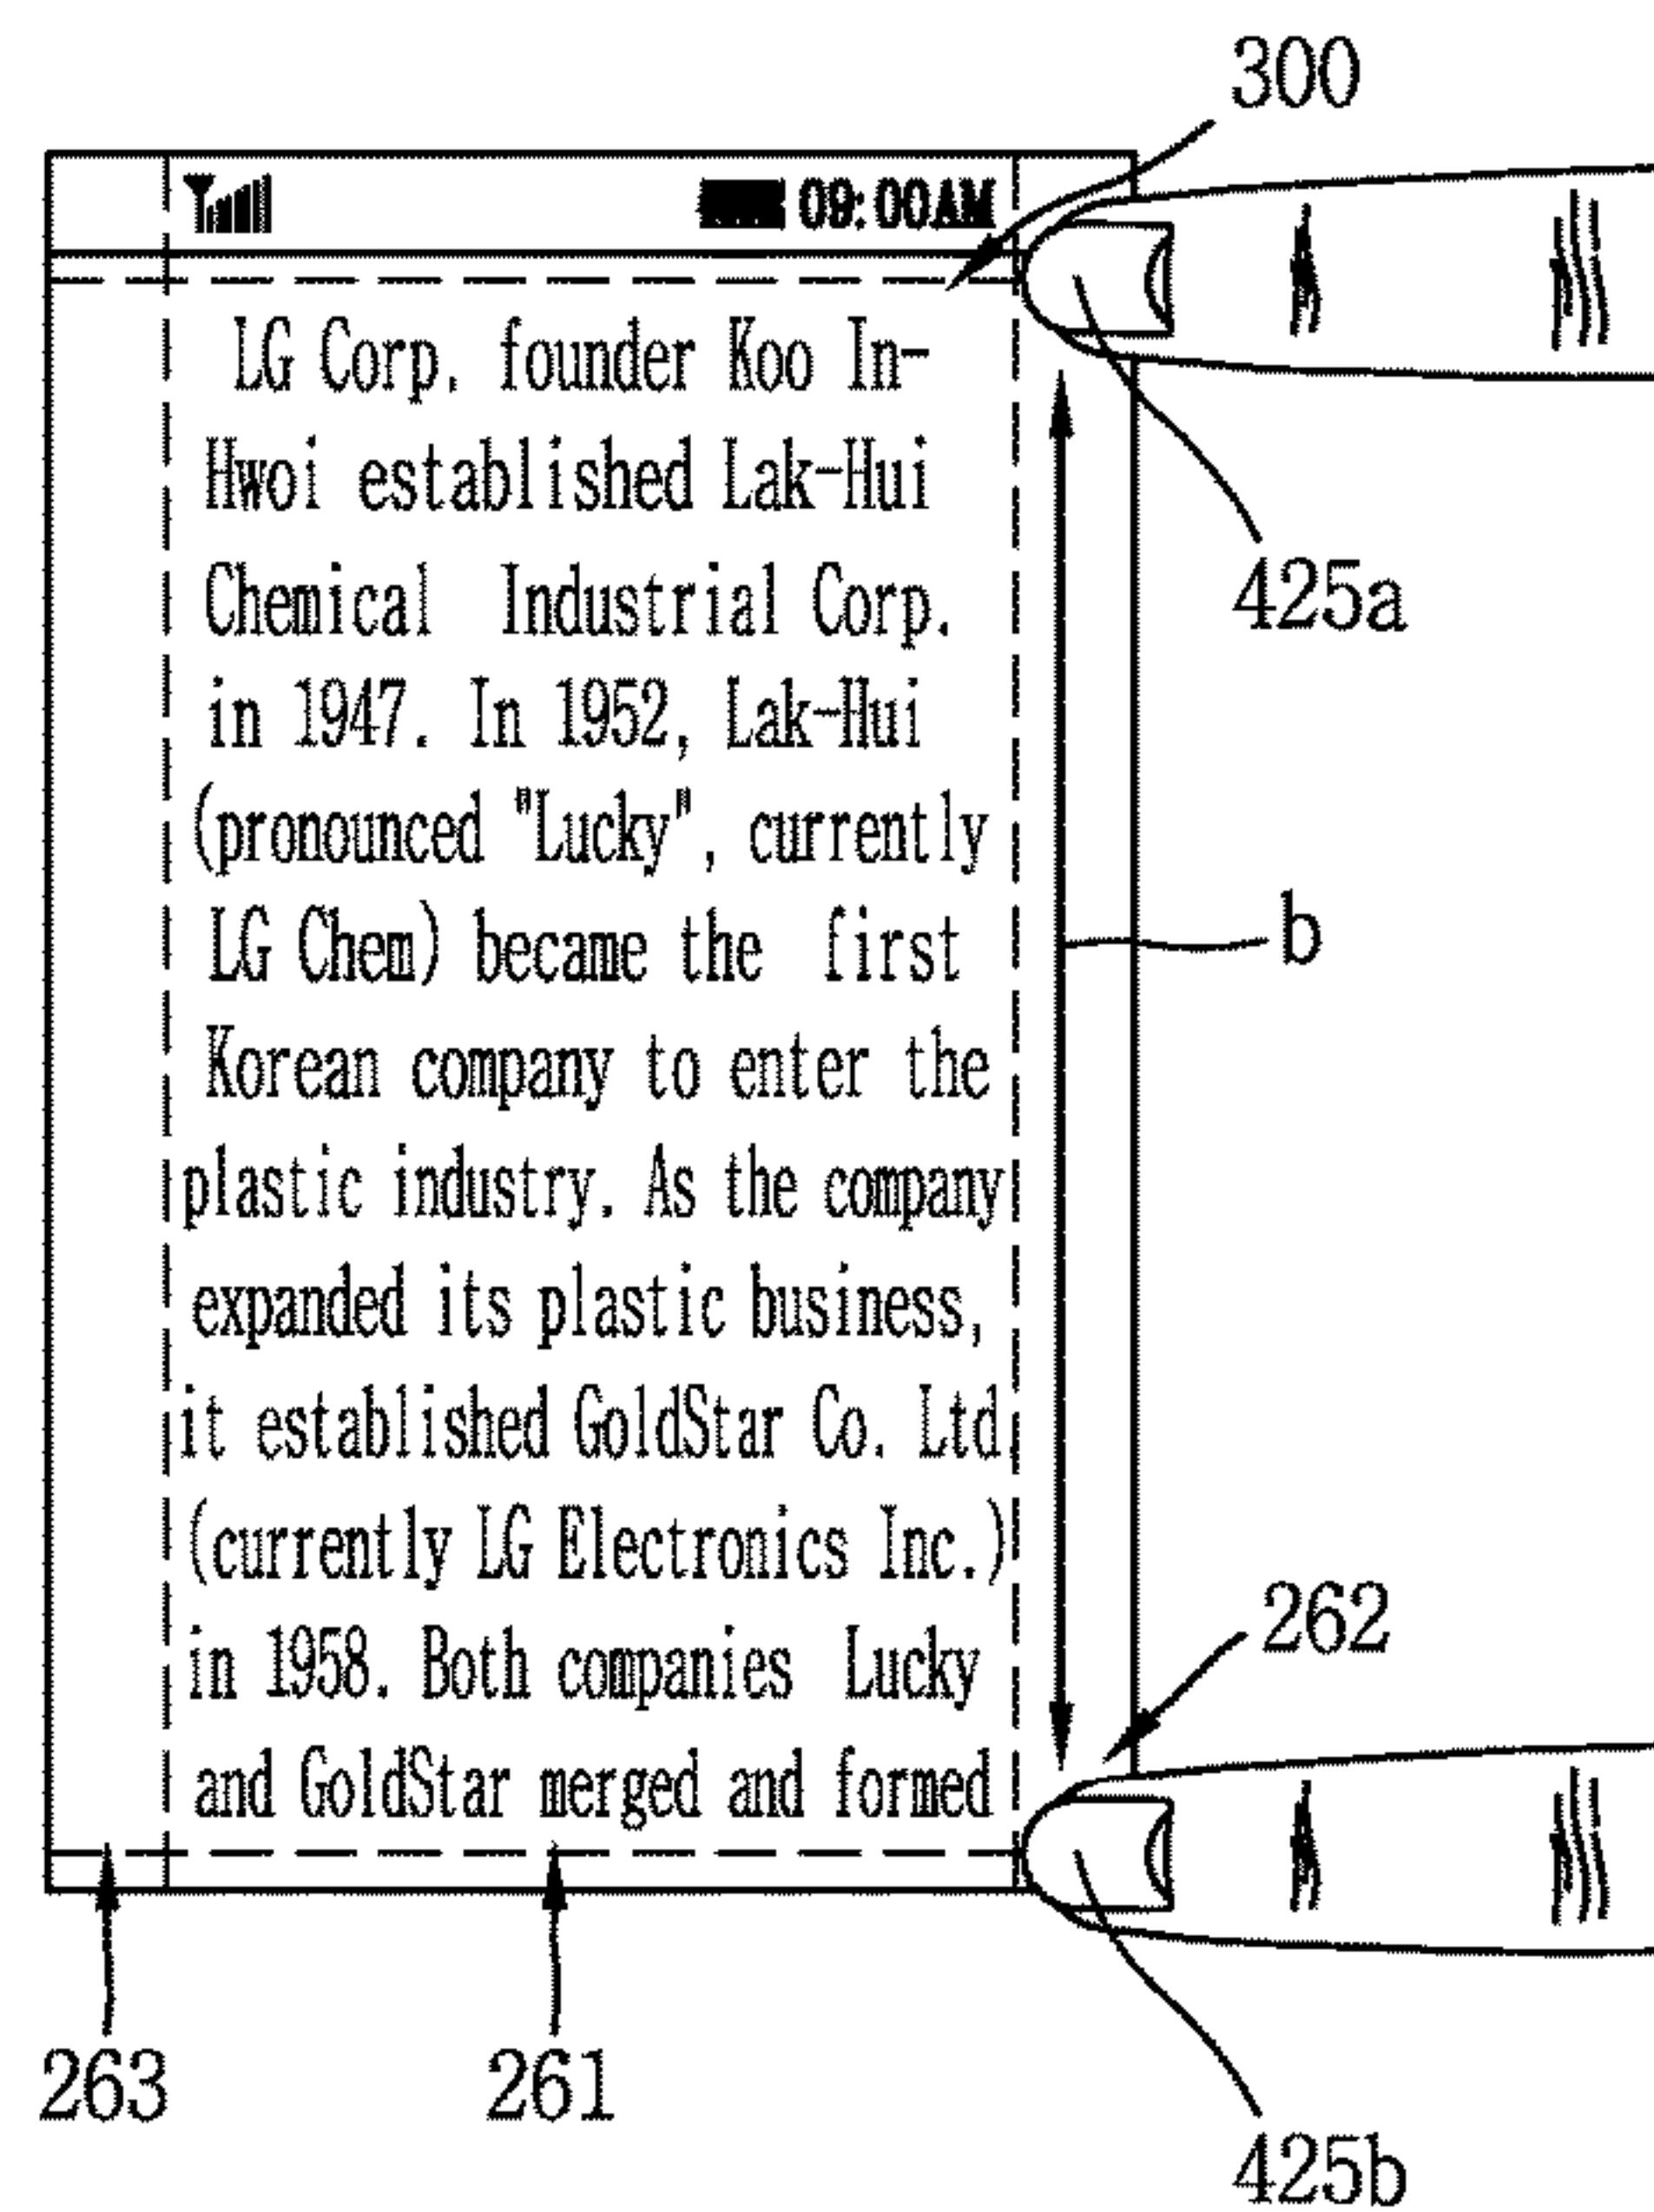 300
09:00AM
LG Corp. founder Koo In-
Hwoi established Lak-Hui
Chemical Industrial Corp.
425a
in 1947. In 1952, Lak-Hui
(pronounced "Lucky", currently
LG Chem) became the first
b
Korean company to enter the
plastic industry. As the company
expanded its plastic business,
it established GoldStar Co. Ltd
(currently LG Electronics Inc.)
262
in 1958. Both companies Lucky
and GoldStar merged and formed
263
261
425b